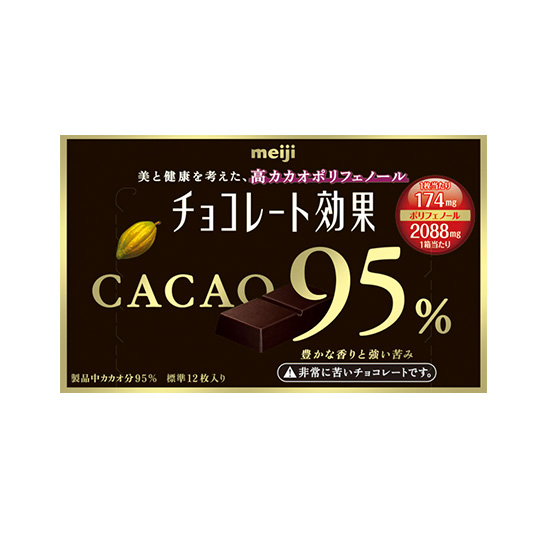 meiji
美と健康を考えた、高カカオポリフェノール
チョコレート効果
1枚当たり
174mg
ポリフェノール
2088mg
1箱当たり
CACAO 95%
豊かな香りと強い苦み
⚠非常に苦いチョコレートです。
製品中カカオ分95% 標準12枚入り